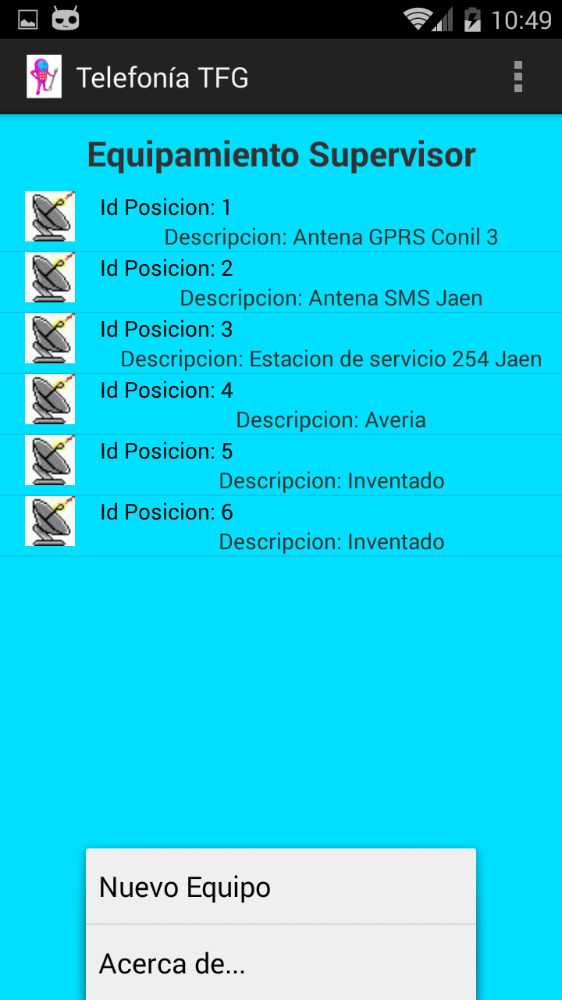 10:49
Telefonía TFG
Equipamiento Supervisor
Id Posicion: 1
Descripcion: Antena GPRS Conil 3
Id Posicion: 2
Descripcion: Antena SMS Jaen
Id Posicion: 3
Descripcion: Estacion de servicio 254 Jaen
Id Posicion: 4
Descripcion: Averia
Id Posicion: 5
Descripcion: Inventado
Id Posicion: 6
Descripcion: Inventado
Nuevo Equipo
Acerca de...